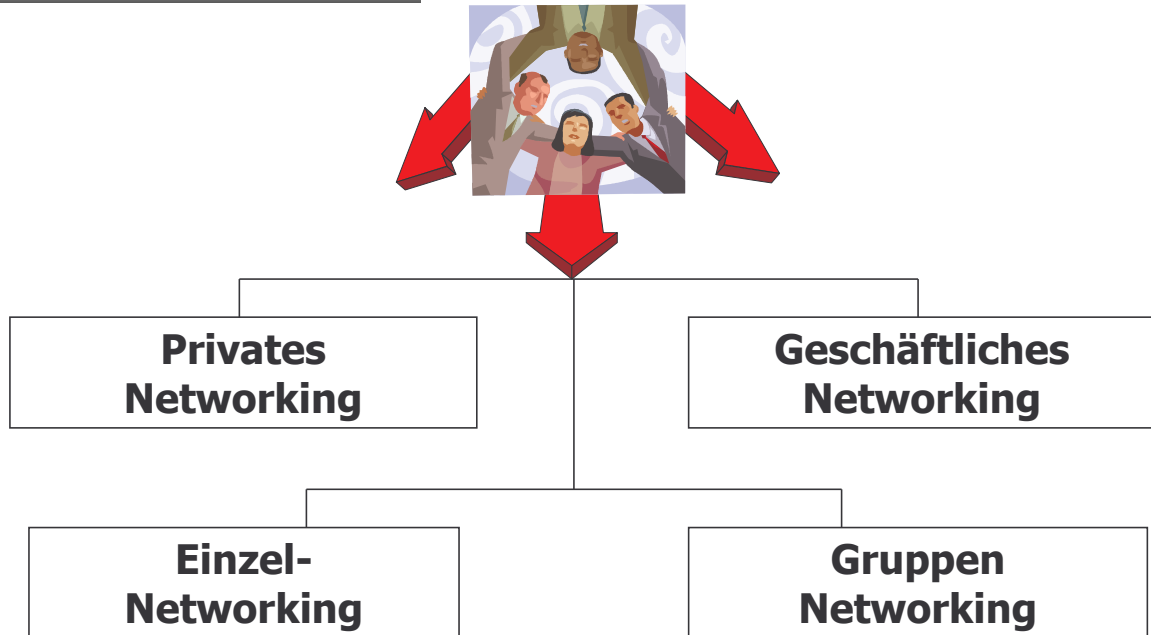 Privates
Networking
Geschäftliches
Networking
Einzel-
Networking
Gruppen
Networking